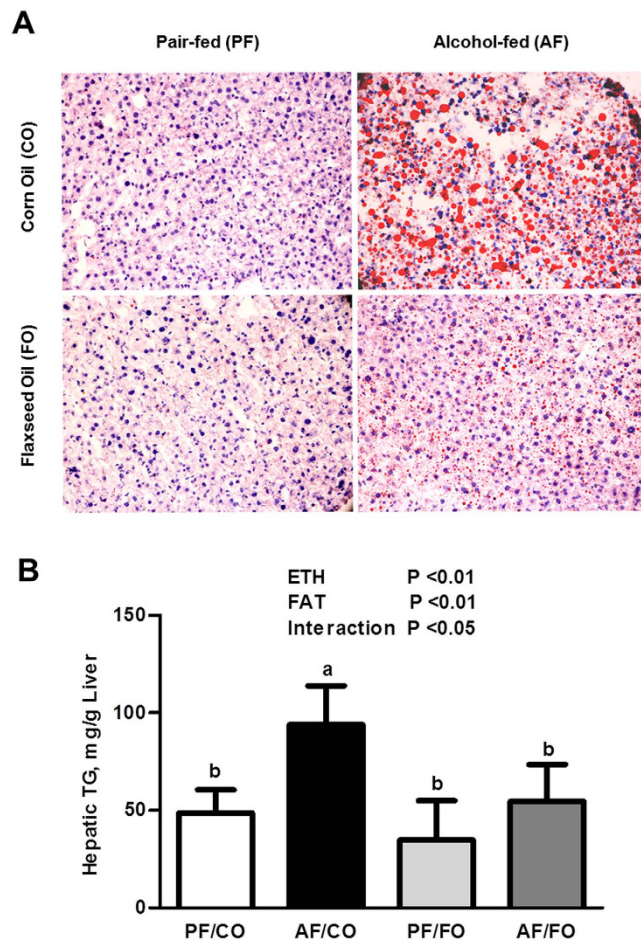 A
Pair-fed (PF)
Alcohol-fed (AF)
Corn Oil (CO)
Flaxseed Oil (FO)
B
ETH P <0.01
FAT P <0.01
Interaction P <0.05
Hepatic TG, mg/g Liver
150
100
50
0
b
a
b
b
PF/CO AF/CO PF/FO AF/FO